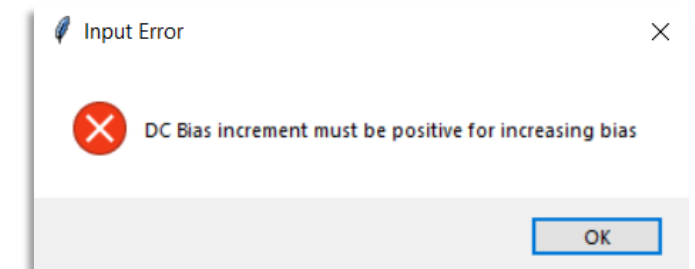 Input Error
DC Bias increment must be positive for increasing bias
OK